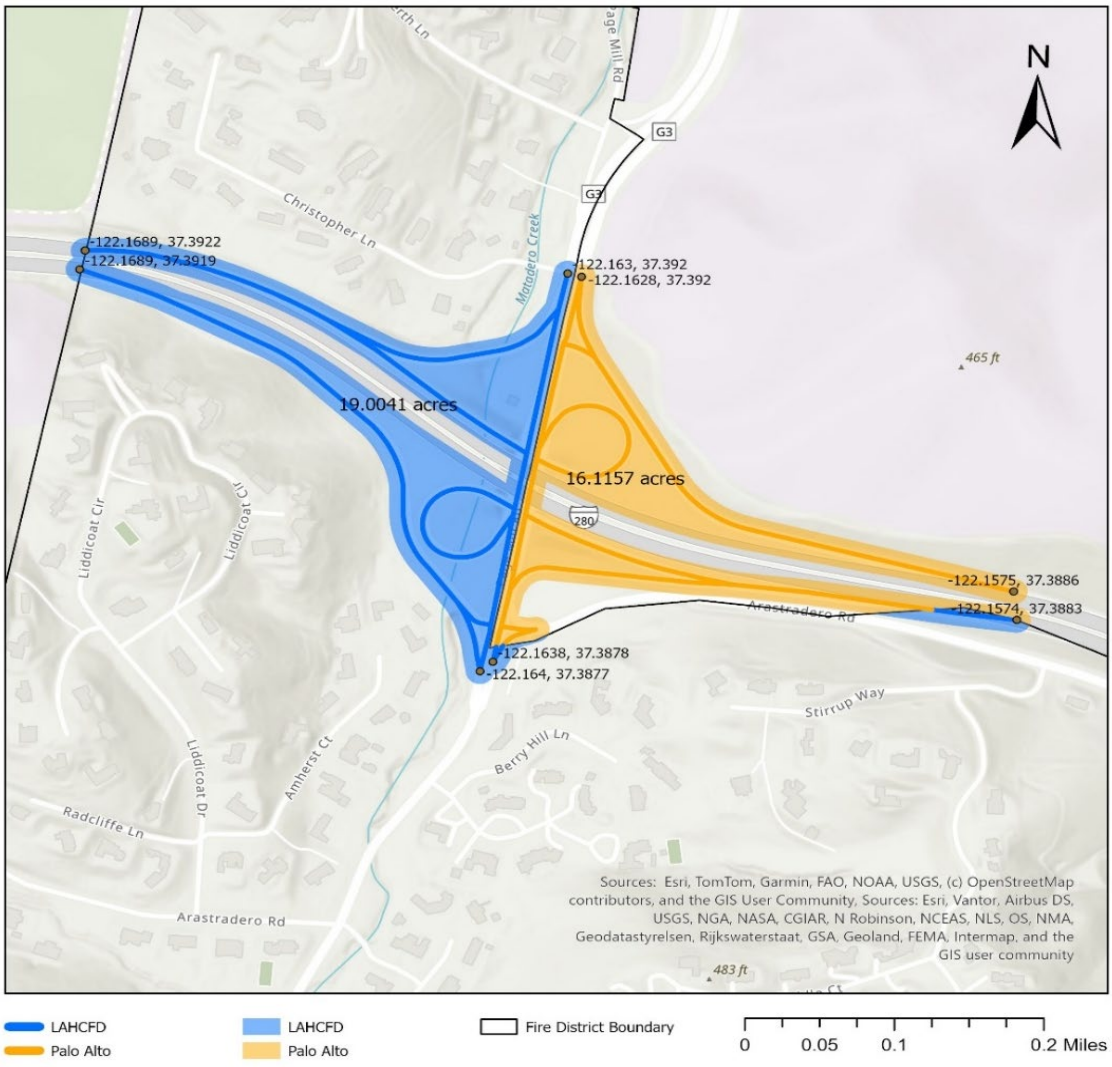 erth Ln
Page Mill Rd
N
G3
G3
Christopher Ln
Matadero Creek
-122.1689, 37.3922
-122.1689, 37.3919
-122.163, 37.392
-122.1628, 37.392
465 ft
19.0041 acres
16.1157 acres
280
Liddicoat Cir
Liddicoat Cir
-122.1575, 37.3886
-122.1574, 37.3883
Arastradero Rd
-122.1638, 37.3878
-122.164, 37.3877
Stirrup Way
Berry Hill Ln
Amherst Ct
Liddicoat Dr
Radcliffe Ln
Arastradero Rd
Sources: Esri, TomTom, Garmin, FAO, NOAA, USGS, (c) OpenStreetMap
contributors, and the GIS User Community, Sources: Esri, Vantor, Airbus DS,
USGS, NGA, NASA, CGIAR, N Robinson, NCEAS, NLS, OS, NMA,
Geodatastyrelsen, Rijkswaterstaat, GSA, Geoland, FEMA, Intermap, and the
GIS user community
483 ft
Ct
LAHCFD
LAHCFD
Fire District Boundary
Palo Alto
Palo Alto
0 0.05 0.1 0.2 Miles